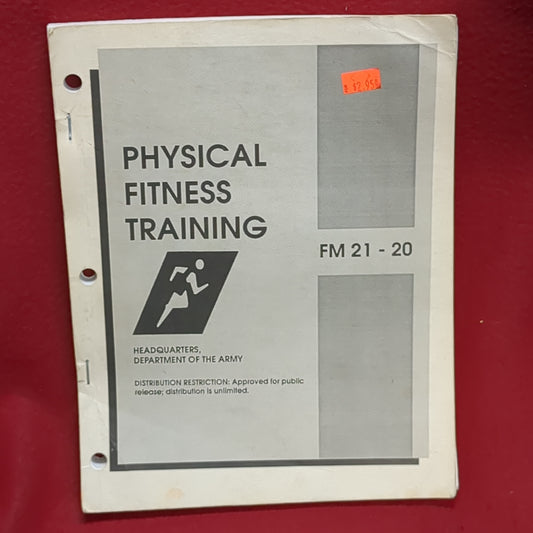 PHYSICAL
FITNESS
TRAINING
FM 21 - 20
HEADQUARTERS,
DEPARTMENT OF THE ARMY
DISTRIBUTION RESTRICTION: Approved for public
release; distribution is unlimited.